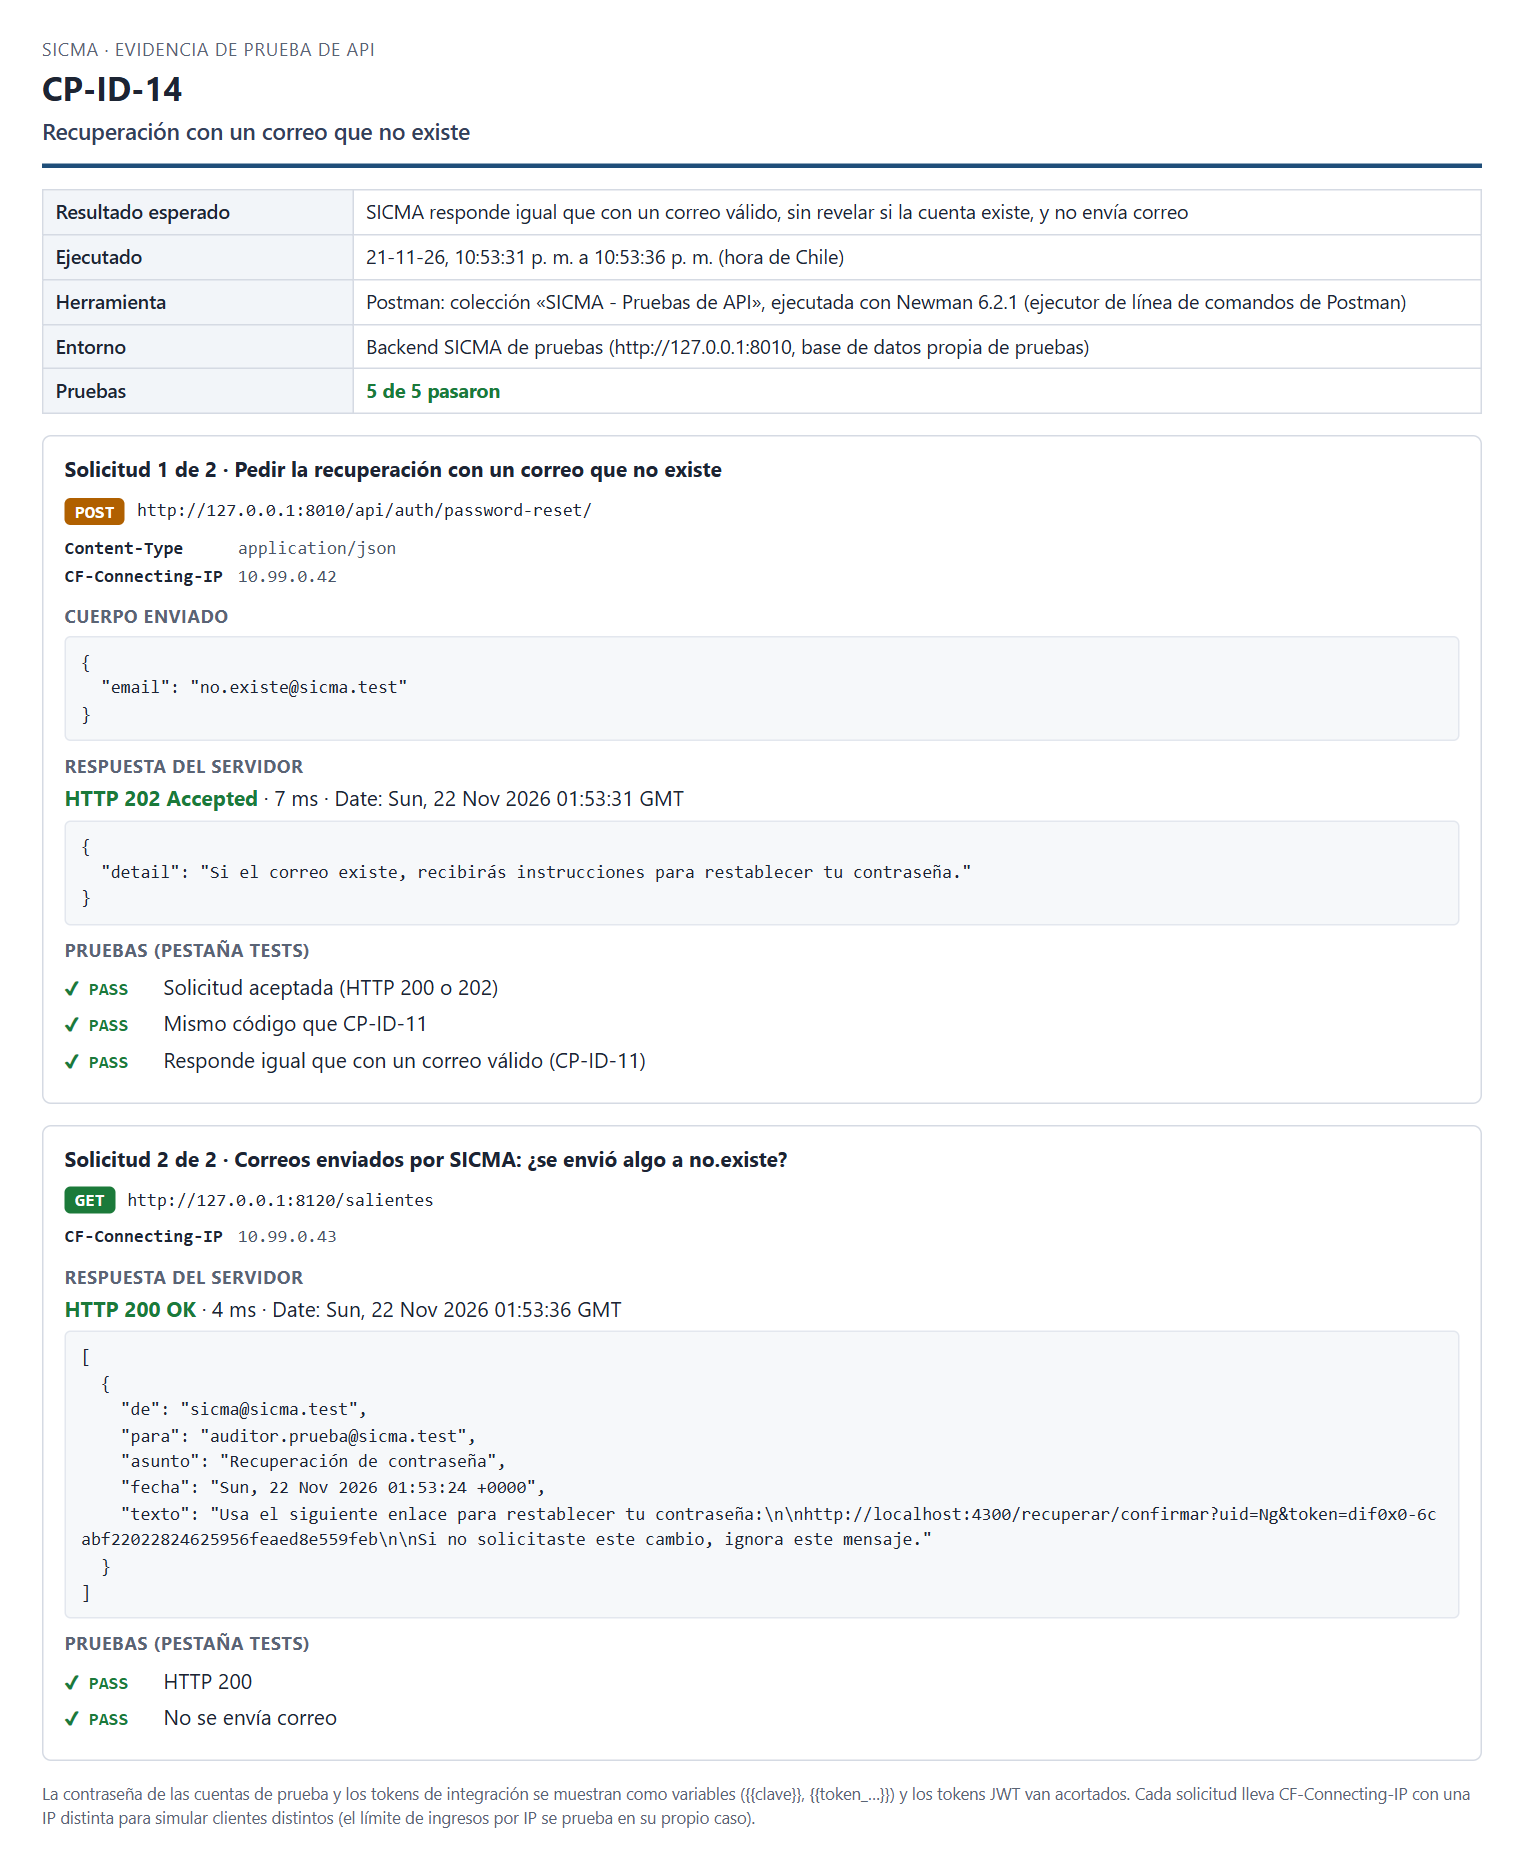 SICMA · EVIDENCIA DE PRUEBA DE API
CP-ID-14
Recuperación con un correo que no existe
Resultado esperado SICMA responde igual que con un correo válido, sin revelar si la cuenta existe, y no envía correo
Ejecutado 21-11-26, 10:53:31 p. m. a 10:53:36 p. m. (hora de Chile)
Herramienta Postman: colección «SICMA - Pruebas de API», ejecutada con Newman 6.2.1 (ejecutor de línea de comandos de Postman)
Entorno Backend SICMA de pruebas (http://127.0.0.1:8010, base de datos propia de pruebas)
Pruebas 5 de 5 pasaron
Solicitud 1 de 2 · Pedir la recuperación con un correo que no existe
POST http://127.0.0.1:8010/api/auth/password-reset/
Content-Type application/json
CF-Connecting-IP 10.99.0.42
CUERPO ENVIADO
{
"email": "no.existe@sicma.test"
}
RESPUESTA DEL SERVIDOR
HTTP 202 Accepted · 7 ms · Date: Sun, 22 Nov 2026 01:53:31 GMT
{
"detail": "Si el correo existe, recibirás instrucciones para restablecer tu contraseña."
}
PRUEBAS (PESTAÑA TESTS)
✓ PASS Solicitud aceptada (HTTP 200 o 202)
✓ PASS Mismo código que CP-ID-11
✓ PASS Responde igual que con un correo válido (CP-ID-11)
Solicitud 2 de 2 · Correos enviados por SICMA: ¿se envió algo a no.existe?
GET http://127.0.0.1:8120/salientes
CF-Connecting-IP 10.99.0.43
RESPUESTA DEL SERVIDOR
HTTP 200 OK · 4 ms · Date: Sun, 22 Nov 2026 01:53:36 GMT
[
{
"de": "sicma@sicma.test",
"para": "auditor.prueba@sicma.test",
"asunto": "Recuperación de contraseña",
"fecha": "Sun, 22 Nov 2026 01:53:24 +0000",
"texto": "Usa el siguiente enlace para restablecer tu contraseña:\n\nhttp://localhost:4300/recuperar/confirmar?uid=Ng&token=dif0x0-6c
abf22022824625956feaed8e559feb\n\nSi no solicitaste este cambio, ignora este mensaje."
}
]
PRUEBAS (PESTAÑA TESTS)
✓ PASS HTTP 200
✓ PASS No se envía correo
La contraseña de las cuentas de prueba y los tokens de integración se muestran como variables ({{clave}}, {{token_...}}) y los tokens JWT van acortados. Cada solicitud lleva CF-Connecting-IP con una
IP distinta para simular clientes distintos (el límite de ingresos por IP se prueba en su propio caso).